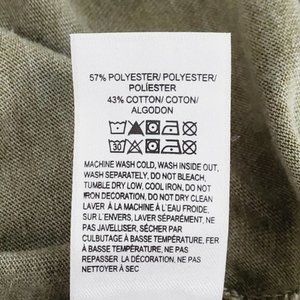 57% POLYESTER/ POLYESTER/
POLÍESTER
43% COTTON/ COTON/
ALGODON
30
MACHINE WASH COLD, WASH INSIDE OUT,
WASH SEPARATELY, DO NOT BLEACH,
TUMBLE DRY LOW, COOL IRON, DO NOT
IRON DECORATION, DO NOT DRY CLEAN
LAVER À LA MACHINE À L'EAU FROIDE,
SUR L'ENVERS, LAVER SÉPARÉMENT, NE
PAS JAVELLISER, SÉCHER PAR
CULBUTAGE À BASSE TEMPÉRATURE, FER
À BASSE TEMPÉRATURE, NE PAS
REPASSER LA DÉCORATION, NE PAS
NETTOYER À SEC